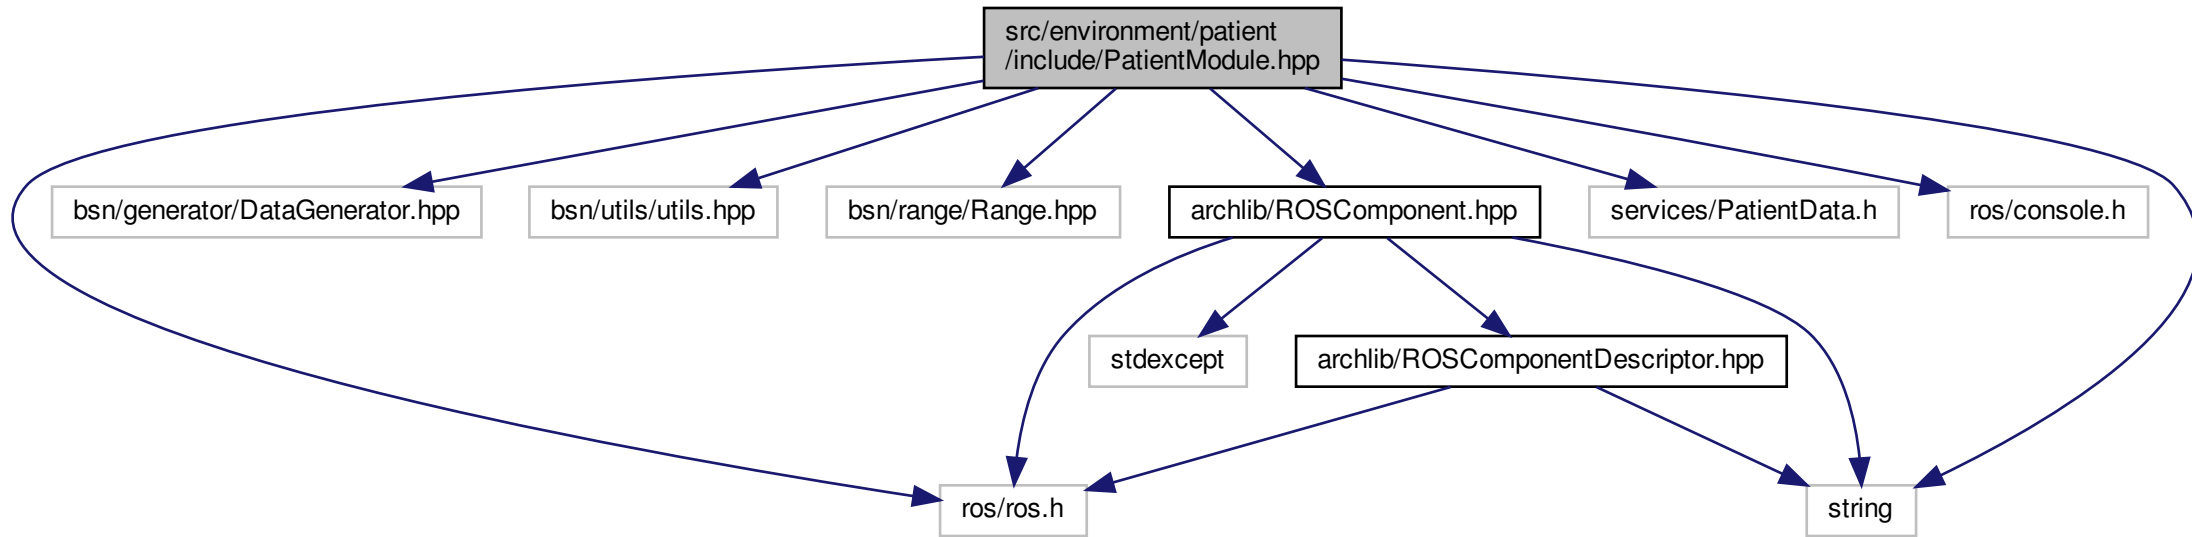 src/environment/patient
/include/PatientModule.hpp
bsn/generator/DataGenerator.hpp
bsn/utils/utils.hpp
bsn/range/Range.hpp
archlib/ROSComponent.hpp
services/PatientData.h
ros/console.h
stdexcept
archlib/ROSComponentDescriptor.hpp
ros/ros.h
string